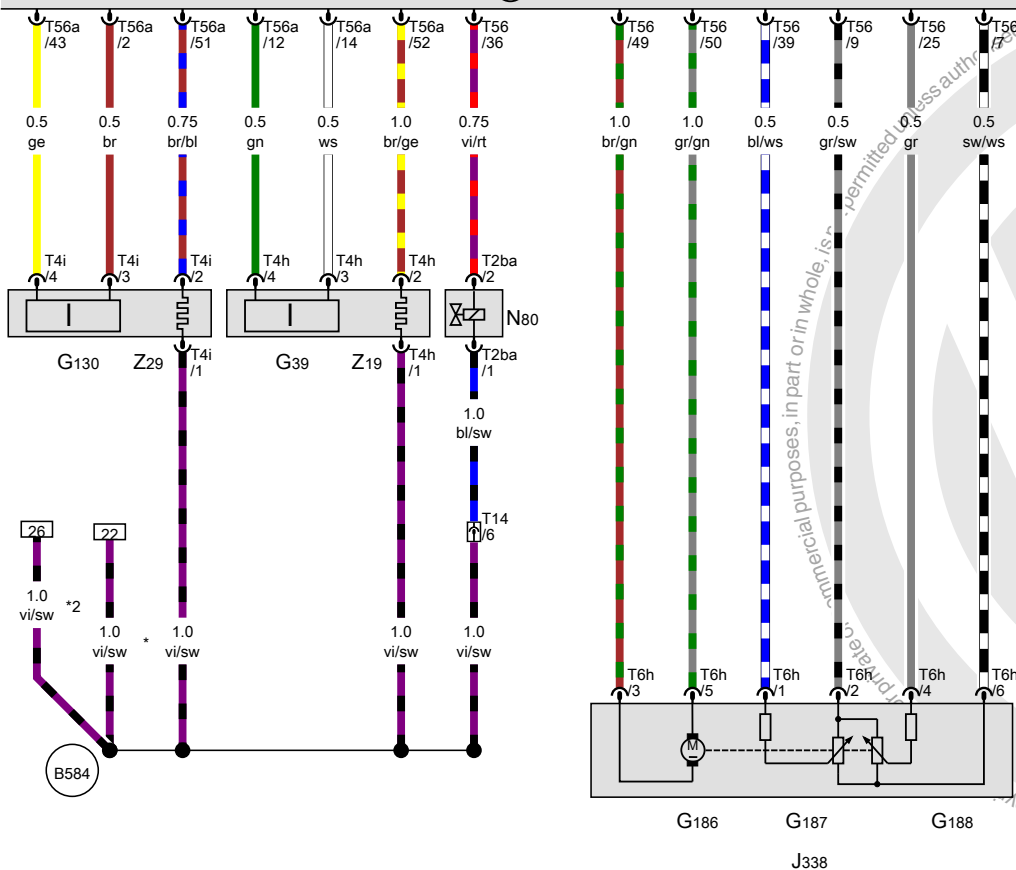 T56a
/43
T56a
/2
T56a
/51
T56a
/12
T56a
/14
T56a
/52
T56
/36
T56
/49
T56
/50
T56
/39
T56
/9
T56
/25
T56
/7
0.5
ge
0.5
br
0.75
br/bl
0.5
gn
0.5
ws
1.0
br/ge
0.75
vi/rt
1.0
br/gn
1.0
gr/gn
0.5
bl/ws
0.5
gr/sw
0.5
gr
0.5
sw/ws
T4i
/4
T4i
/3
T4i
/2
T4h
/4
T4h
/3
T4h
/2
T2ba
/2
N80
G130
Z29
T4i
/1
G39
Z19
T4h
/1
T2ba
/1
1.0
bl/sw
T14
/6
26
22
1.0
vi/sw
*2
1.0
vi/sw
*
1.0
vi/sw
1.0
vi/sw
1.0
vi/sw
B584
T6h
/3
T6h
/5
T6h
/1
T6h
/2
T6h
/4
T6h
/6
M
G186
G187
G188
J338
permitted unless
commercial purposes, in part or in whole, is
or private